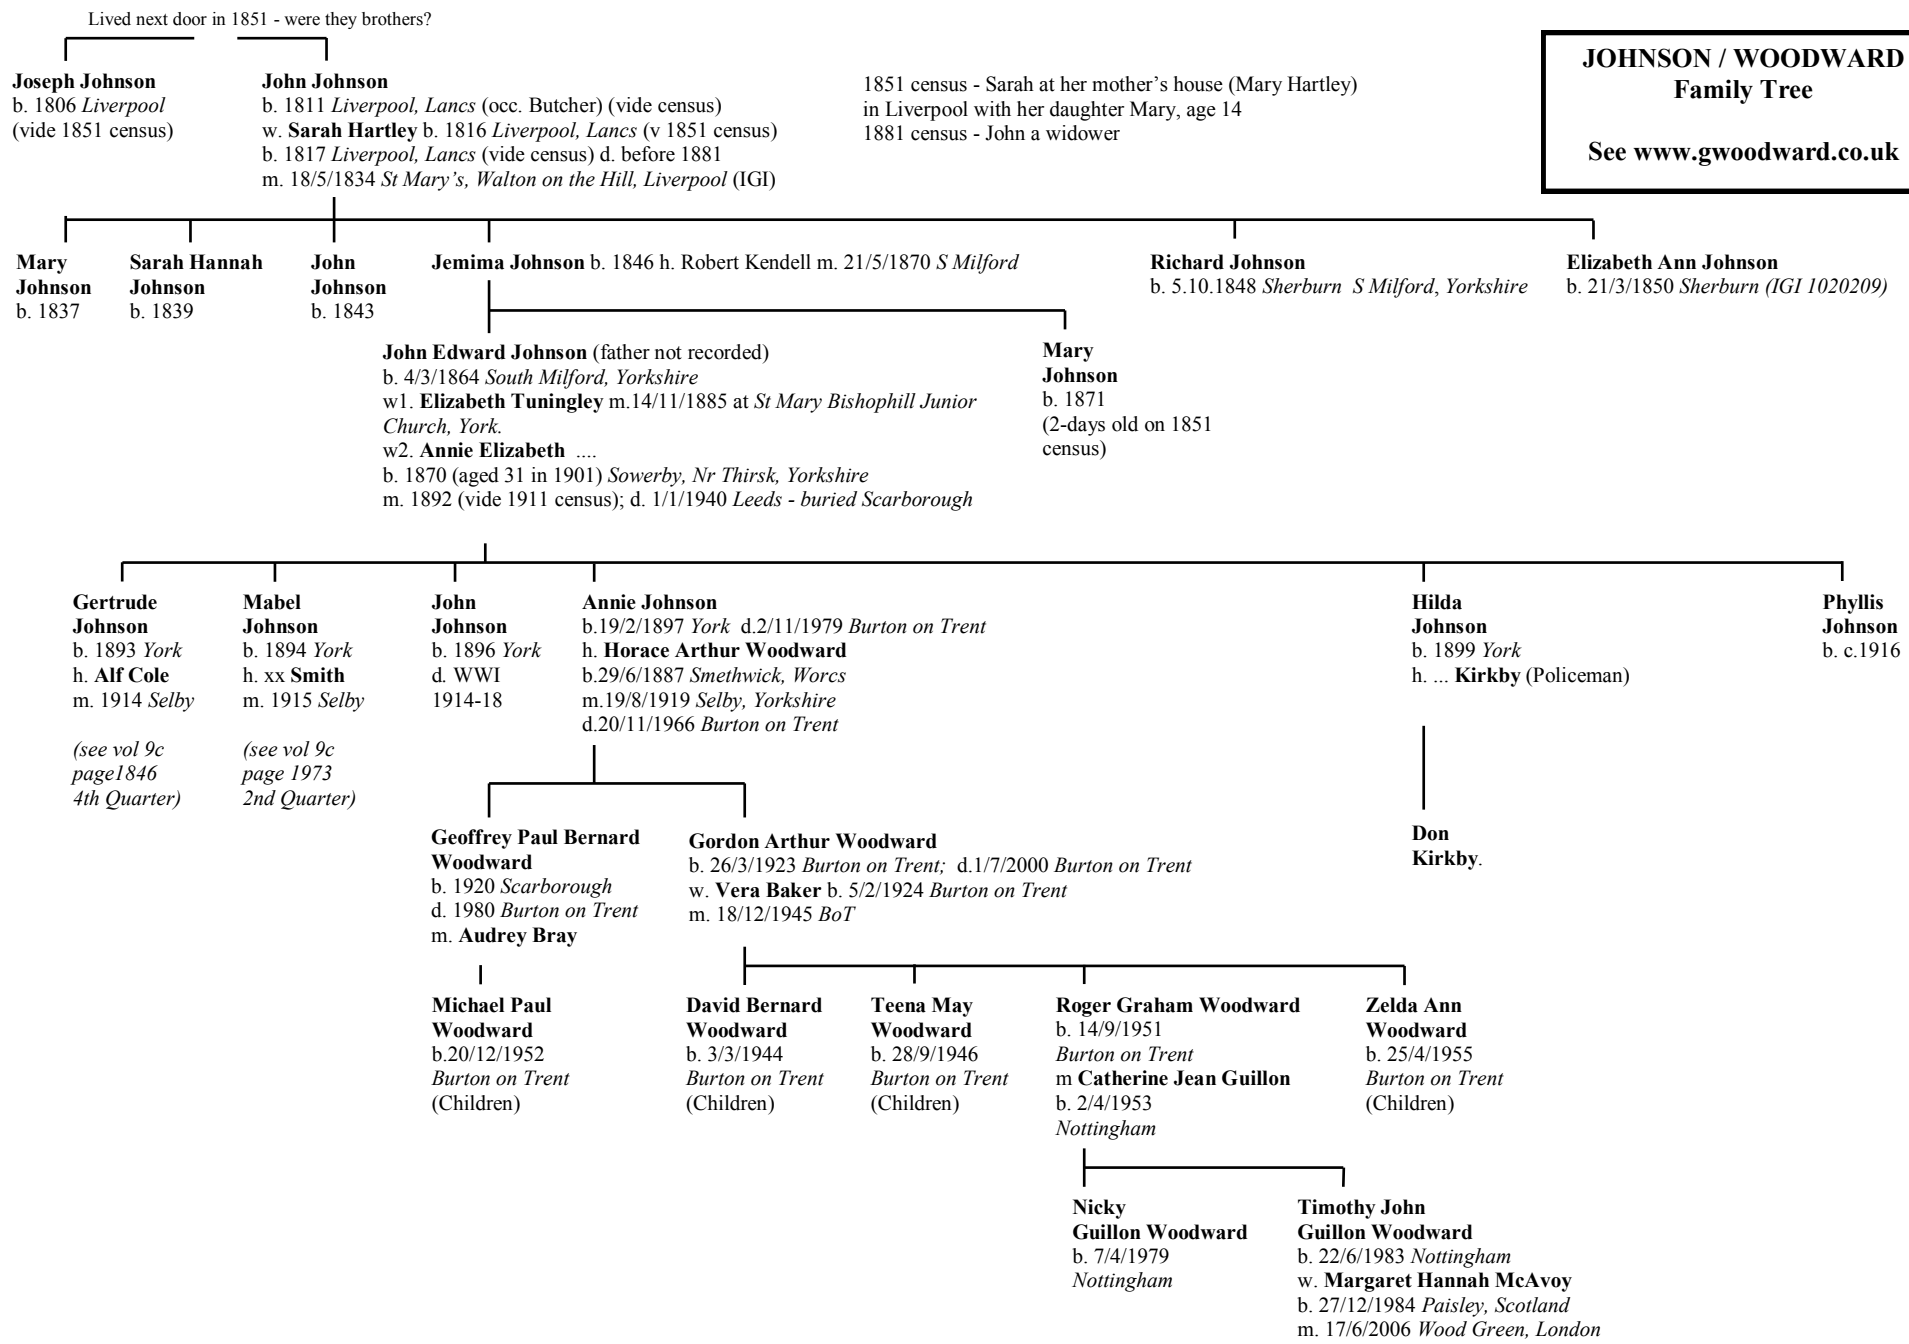 Lived next door in 1851 - were they brothers?
JOHNSON / WOODWARD
Family Tree
See www.gwoodward.co.uk
Joseph Johnson
b. 1806 Liverpool
(vide 1851 census)
John Johnson
b. 1811 Liverpool, Lancs (occ. Butcher) (vide census)
w. Sarah Hartley b. 1816 Liverpool, Lancs (v 1851 census)
b. 1817 Liverpool, Lancs (vide census) d. before 1881
m. 18/5/1834 St Mary's, Walton on the Hill, Liverpool (IGI)
1851 census - Sarah at her mother's house (Mary Hartley)
in Liverpool with her daughter Mary, age 14
1881 census - John a widower
Mary
Johnson
b. 1837
Sarah Hannah
Johnson
b. 1839
John
Johnson
b. 1843
Jemima Johnson b. 1846 h. Robert Kendell m. 21/5/1870 S Milford
Richard Johnson
b. 5.10.1848 Sherburn S Milford, Yorkshire
Elizabeth Ann Johnson
b. 21/3/1850 Sherburn (IGI 1020209)
John Edward Johnson (father not recorded)
b. 4/3/1864 South Milford, Yorkshire
w1. Elizabeth Tuningley m.14/11/1885 at St Mary Bishophill Junior
Church, York.
w2. Annie Elizabeth ....
b. 1870 (aged 31 in 1901) Sowerby, Nr Thirsk, Yorkshire
m. 1892 (vide 1911 census); d. 1/1/1940 Leeds - buried Scarborough
Mary
Johnson
b. 1871
(2-days old on 1851
census)
Gertrude
Johnson
b. 1893 York
h. Alf Cole
m. 1914 Selby
(see vol 9c
page1846
4th Quarter)
Mabel
Johnson
b. 1894 York
h. xx Smith
m. 1915 Selby
(see vol 9c
page 1973
2nd Quarter)
John
Johnson
b. 1896 York
d. WWI
1914-18
Annie Johnson
b.19/2/1897 York d.2/11/1979 Burton on Trent
h. Horace Arthur Woodward
b.29/6/1887 Smethwick, Worcs
m.19/8/1919 Selby, Yorkshire
d.20/11/1966 Burton on Trent
Hilda
Johnson
b. 1899 York
h. ... Kirkby (Policeman)
Phyllis
Johnson
b. c.1916
Geoffrey Paul Bernard
Woodward
b. 1920 Scarborough
d. 1980 Burton on Trent
m. Audrey Bray
Gordon Arthur Woodward
b. 26/3/1923 Burton on Trent; d.1/7/2000 Burton on Trent
w. Vera Baker b. 5/2/1924 Burton on Trent
m. 18/12/1945 BoT
Don
Kirkby.
Michael Paul
Woodward
b.20/12/1952
Burton on Trent
(Children)
David Bernard
Woodward
b. 3/3/1944
Burton on Trent
(Children)
Teena May
Woodward
b. 28/9/1946
Burton on Trent
(Children)
Roger Graham Woodward
b. 14/9/1951
Burton on Trent
m Catherine Jean Guillon
b. 2/4/1953
Nottingham
Zelda Ann
Woodward
b. 25/4/1955
Burton on Trent
(Children)
Nicky
Guillon Woodward
b. 7/4/1979
Nottingham
Timothy John
Guillon Woodward
b. 22/6/1983 Nottingham
w. Margaret Hannah McAvoy
b. 27/12/1984 Paisley, Scotland
m. 17/6/2006 Wood Green, London